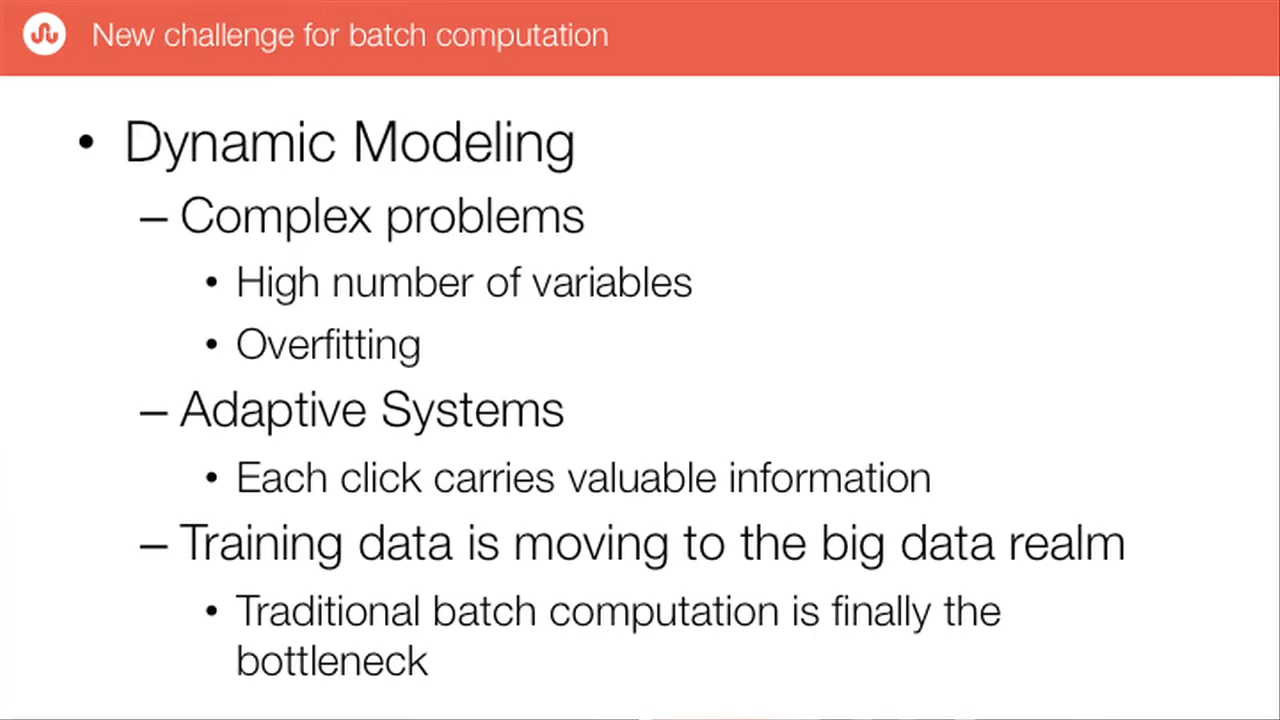 New challenge for batch computation
• Dynamic Modeling
– Complex problems
• High number of variables
• Overfitting
– Adaptive Systems
• Each click carries valuable information
– Training data is moving to the big data realm
• Traditional batch computation is finally the
bottleneck